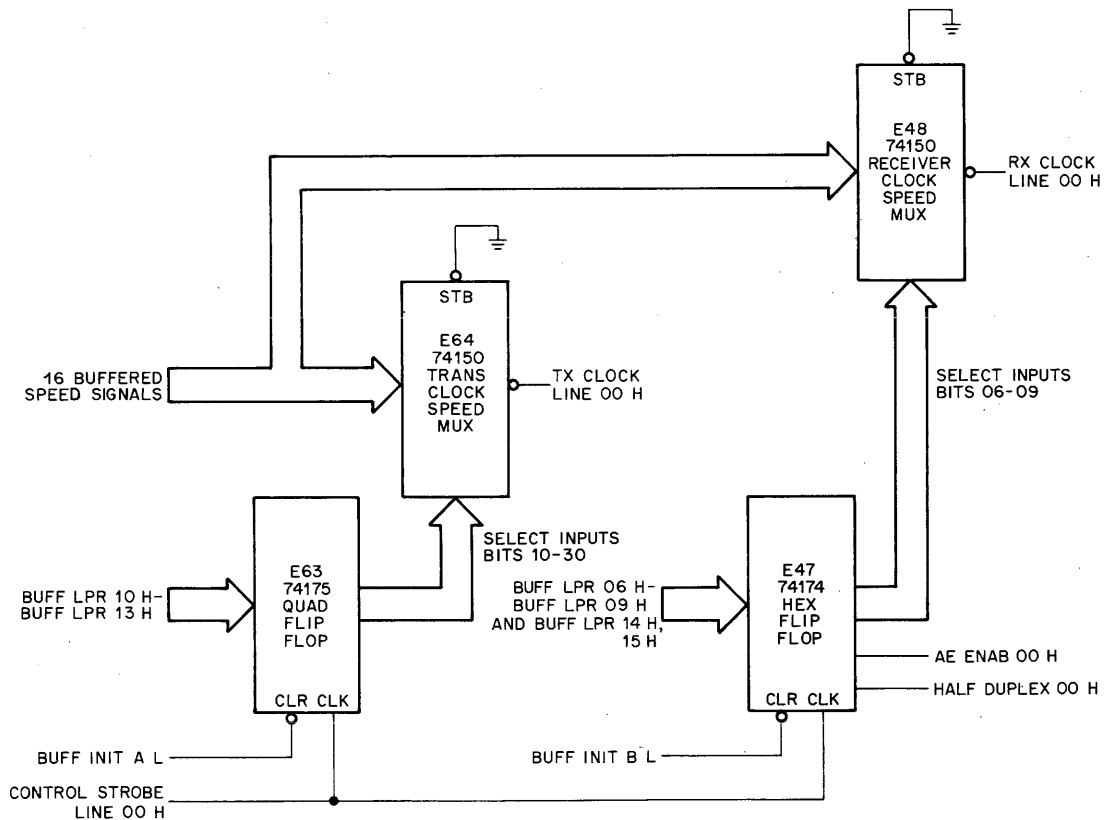 STB
E48
74150
RECEIVER
CLOCK
SPEED
MUX
RX CLOCK
LINE 00 H
STB
E64
74150
TRANS
CLOCK
SPEED
MUX
TX CLOCK
LINE 00 H
16 BUFFERED
SPEED SIGNALS
SELECT INPUTS
BITS 06-09
SELECT INPUTS
BITS 10-30
BUFF LPR 10 H-
BUFF LPR 13 H
E63
74175
QUAD
FLIP
FLOP
CLR CLK
BUFF LPR 06 H-
BUFF LPR 09 H
AND BUFF LPR 14 H,
15 H
E47
74174
HEX
FLIP
FLOP
CLR CLK
AE ENAB 00 H
HALF DUPLEX 00 H
BUFF INIT A L
BUFF INIT B L
CONTROL STROBE
LINE 00 H